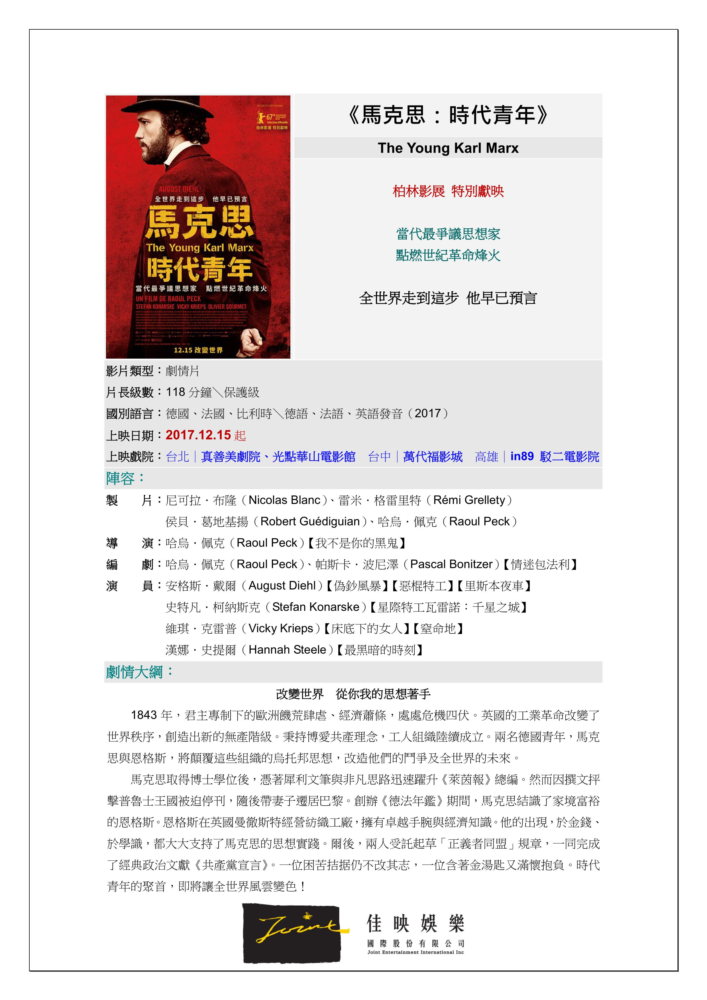 67
Internationale
Filmfestspiele
Berlin
Sélection Officielle
柏林影展 特別獻映
AUGUST DIEHL
全世界走到這步 他早已預言
馬克思
The Young Karl Marx
時代青年
當代最爭議思想家 點燃世紀革命烽火
UN FILM DE RAOUL PECK
STEFAN KONARSKE VICKY KRIEPS OLIVIER GOURMET
12.15 改變世界
《馬克思：時代青年》
The Young Karl Marx
柏林影展 特別獻映
當代最爭議思想家
點燃世紀革命烽火
全世界走到這步 他早已預言
影片類型：劇情片
片長級數：118 分鐘＼保護級
國別語言：德國、法國、比利時＼德語、法語、英語發音（2017）
上映日期：2017.12.15 起
上映戲院：台北｜真善美劇院、光點華山電影館　台中｜萬代福影城　高雄｜in89 駁二電影院
陣容：
製　　片：尼可拉．布隆（Nicolas Blanc）、雷米．格雷里特（Rémi Grellety）
侯貝．葛地基揚（Robert Guédiguian）、哈烏．佩克（Raoul Peck）
導　　演：哈烏．佩克（Raoul Peck）【我不是你的黑鬼】
編　　劇：哈烏．佩克（Raoul Peck）、帕斯卡．波尼澤（Pascal Bonitzer）【情迷包法利】
演　　員：安格斯．戴爾（August Diehl）【偽鈔風暴】【惡棍特工】【里斯本夜車】
史特凡．柯納斯克（Stefan Konarske）【星際特工瓦雷諾：千星之城】
維琪．克雷普（Vicky Krieps）【床底下的女人】【窒命地】
漢娜．史提爾（Hannah Steele）【最黑暗的時刻】
劇情大綱：
改變世界　從你我的思想著手
1843 年，君主專制下的歐洲饑荒肆虐、經濟蕭條，處處危機四伏。英國的工業革命改變了
世界秩序，創造出新的無產階級。秉持博愛共產理念，工人組織陸續成立。兩名德國青年，馬克
思與恩格斯，將顛覆這些組織的烏托邦思想，改造他們的鬥爭及全世界的未來。
馬克思取得博士學位後，憑著犀利文筆與非凡思路迅速躍升《萊茵報》總編。然而因撰文抨
擊普魯士王國被迫停刊，隨後帶妻子遷居巴黎。創辦《德法年鑑》期間，馬克思結識了家境富裕
的恩格斯。恩格斯在英國曼徹斯特經營紡織工廠，擁有卓越手腕與經濟知識。他的出現，於金錢、
於學識，都大大支持了馬克思的思想實踐。爾後，兩人受託起草「正義者同盟」規章，一同完成
了經典政治文獻《共產黨宣言》。一位困苦拮据仍不改其志，一位含著金湯匙又滿懷抱負。時代
青年的聚首，即將讓全世界風雲變色！
Joint
佳映娛樂
國際股份有限公司
Joint Entertainment International Inc